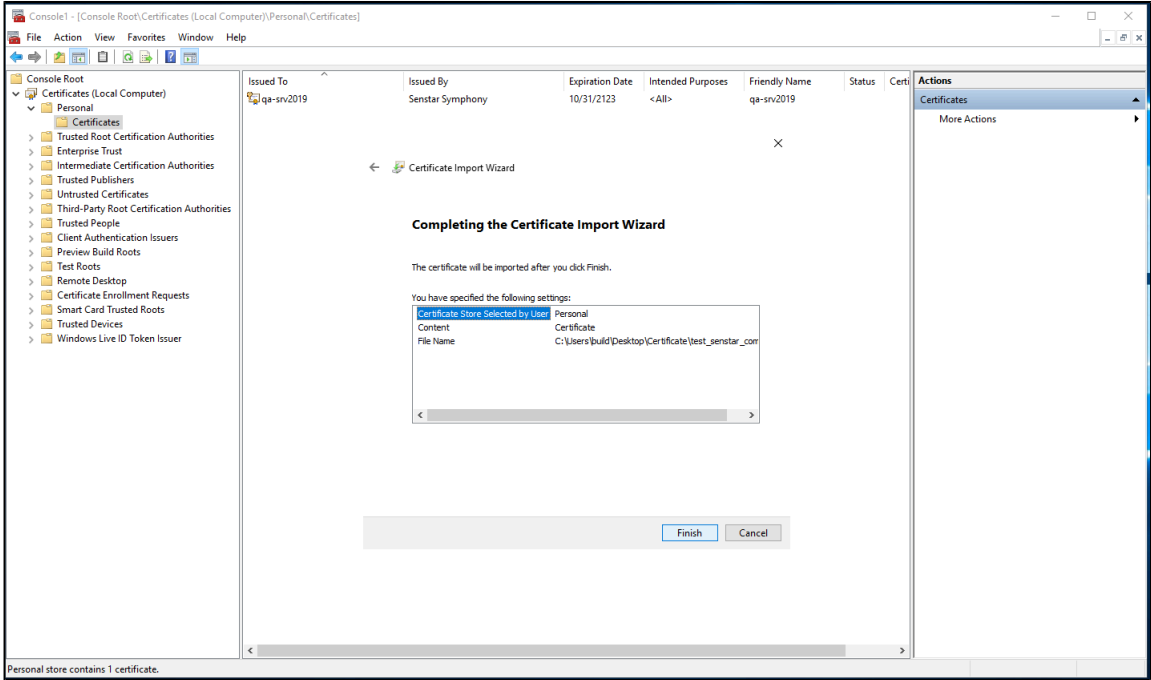 Console1 - [Console Root\Certificates (Local Computer)\Personal\Certificates]
File Action View Favorites Window Help
Console Root
Certificates (Local Computer)
Personal
Certificates
Trusted Root Certification Authorities
Enterprise Trust
Intermediate Certification Authorities
Trusted Publishers
Untrusted Certificates
Third-Party Root Certification Authorities
Trusted People
Client Authentication Issuers
Preview Build Roots
Test Roots
Remote Desktop
Certificate Enrollment Requests
Smart Card Trusted Roots
Trusted Devices
Windows Live ID Token Issuer
Issued To Issued By Expiration Date Intended Purposes Friendly Name Status Certi
qa-srv2019 Senstar Symphony 10/31/2123 <All> qa-srv2019
Certificate Import Wizard
Completing the Certificate Import Wizard
The certificate will be imported after you click Finish.
You have specified the following settings:
Certificate Store Selected by User Personal
Content Certificate
File Name C:\Users\build\Desktop\Certificate\test_senstar_com
Finish Cancel
Actions
Certificates
More Actions
Personal store contains 1 certificate.